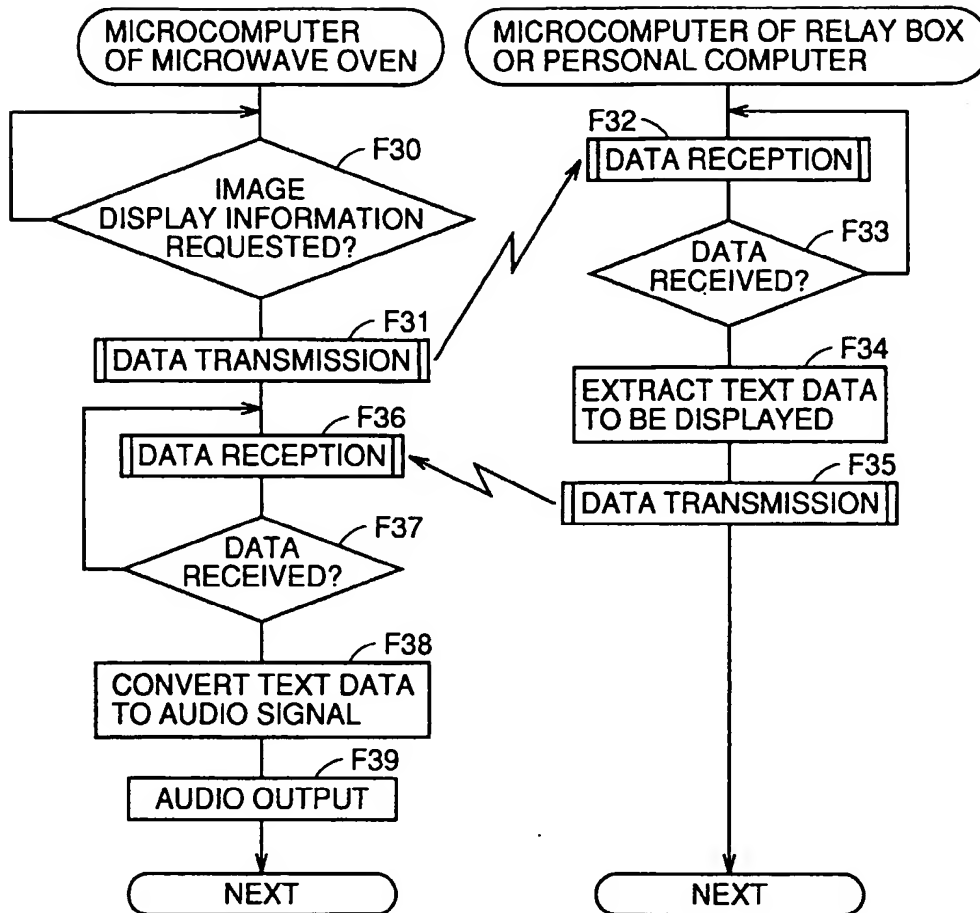 MICROCOMPUTER
OF MICROWAVE OVEN
F30
IMAGE
DISPLAY INFORMATION
REQUESTED?
F31
DATA TRANSMISSION
F36
DATA RECEPTION
F37
DATA
RECEIVED?
F38
CONVERT TEXT DATA
TO AUDIO SIGNAL
F39
AUDIO OUTPUT
NEXT
MICROCOMPUTER OF RELAY BOX
OR PERSONAL COMPUTER
F32
DATA RECEPTION
F33
DATA
RECEIVED?
F34
EXTRACT TEXT DATA
TO BE DISPLAYED
F35
DATA TRANSMISSION
NEXT